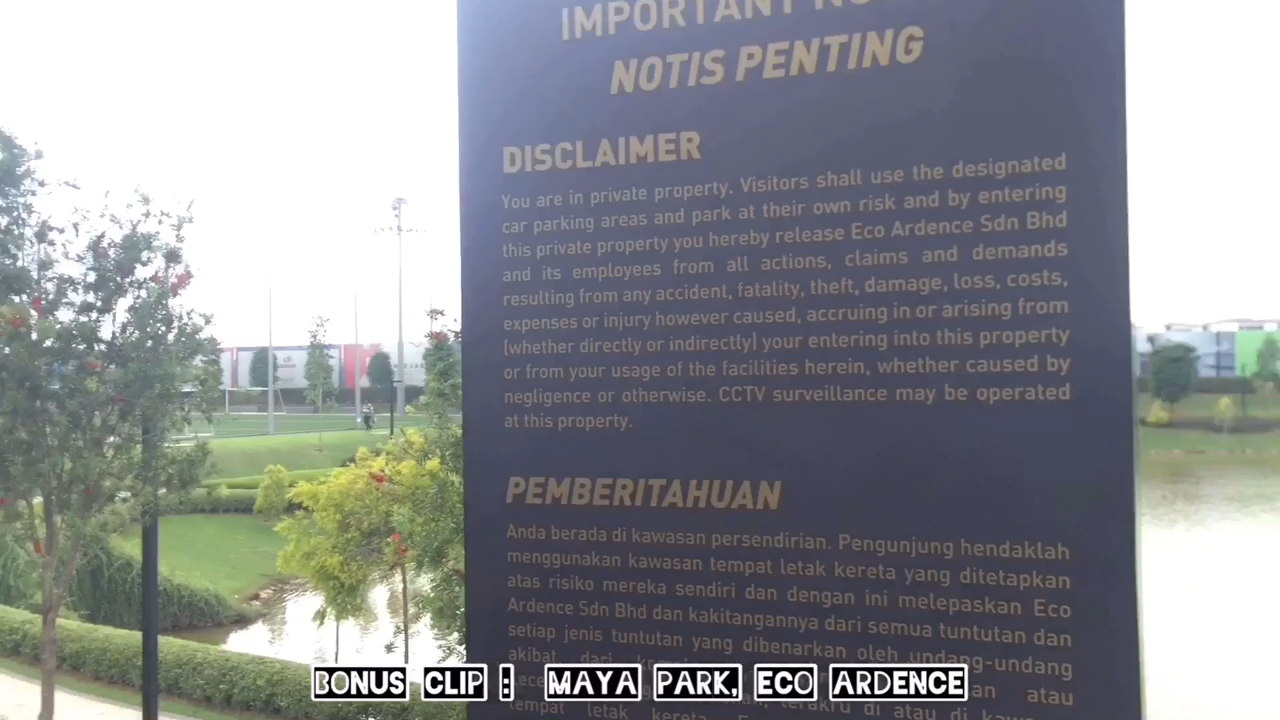 IMPORTANT
NOTIS PENTING
DISCLAIMER
You are in private property. Visitors shall use the designated
car parking areas and park at their own risk and by entering
this private property you hereby release Eco Ardence Sdn Bhd
and its employees from all actions, claims and demands
resulting from any accident, fatality, theft, damage, loss, costs,
expenses or injury however caused, accruing in or arising from
(whether directly or indirectly) your entering into this property
or from your usage of the facilities herein, whether caused by
negligence or otherwise. CCTV surveillance may be operated
at this property.
PEMBERITAHUAN
Anda berada di kawasan persendirian. Pengunjung hendaklah
menggunakan kawasan tempat letak kereta yang ditetapkan
atas risiko mereka sendiri dan dengan ini melepaskan Eco
Ardence Sdn Bhd dan kakitangannya dari semua tuntutan dan
setiap jenis tuntutan yang dibenarkan oleh undang-undang
akibat dari
atau
tempat letak kereta
BONUS CLIP : MAYA PARK, ECO ARDENCE